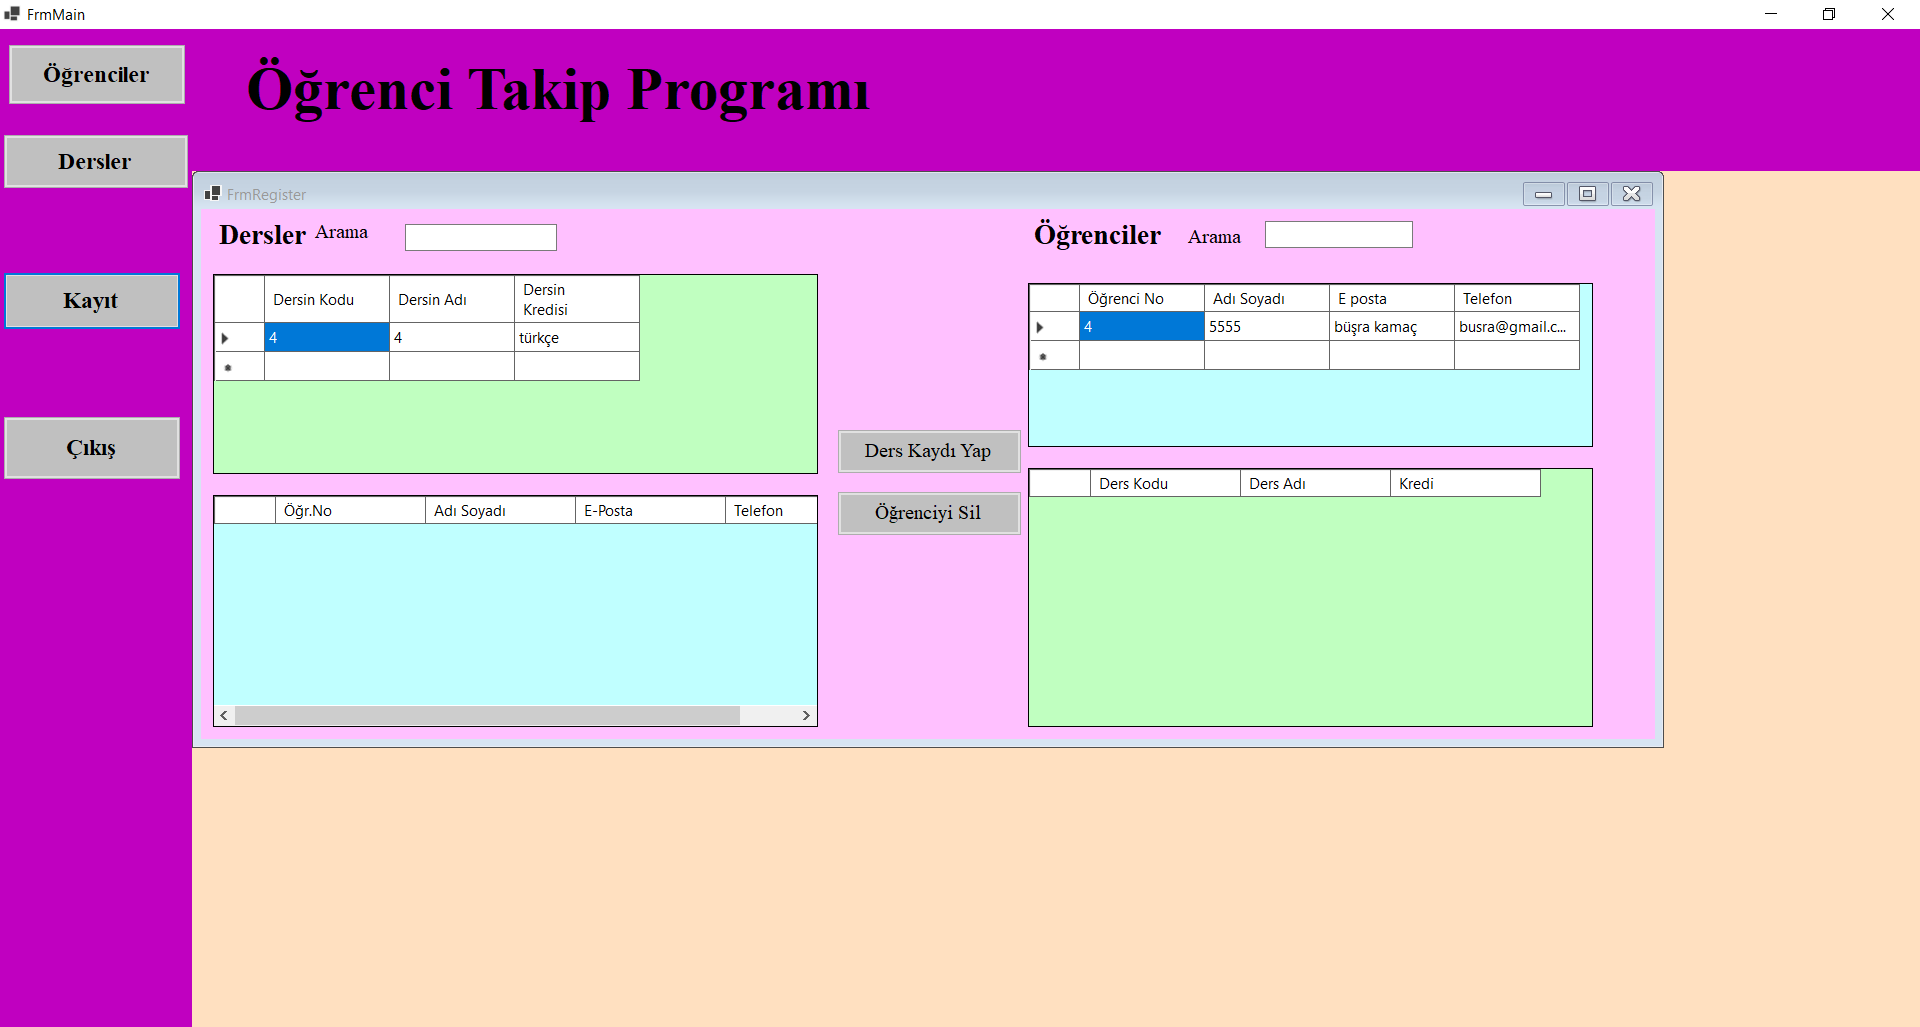 FrmMain
Öğrenciler
Öğrenci Takip Programı
Dersler
Kayıt
Çıkış
FrmRegister
Dersler Arama
Dersin Kodu Dersin Adı Dersin Kredisi
4 4 türkçe
Öğr.No Adı Soyadı E-Posta Telefon
Ders Kaydı Yap
Öğrenciyi Sil
Öğrenciler Arama
Öğrenci No Adı Soyadı E posta Telefon
4 5555 büşra kamaç busra@gmail.c...
Ders Kodu Ders Adı Kredi